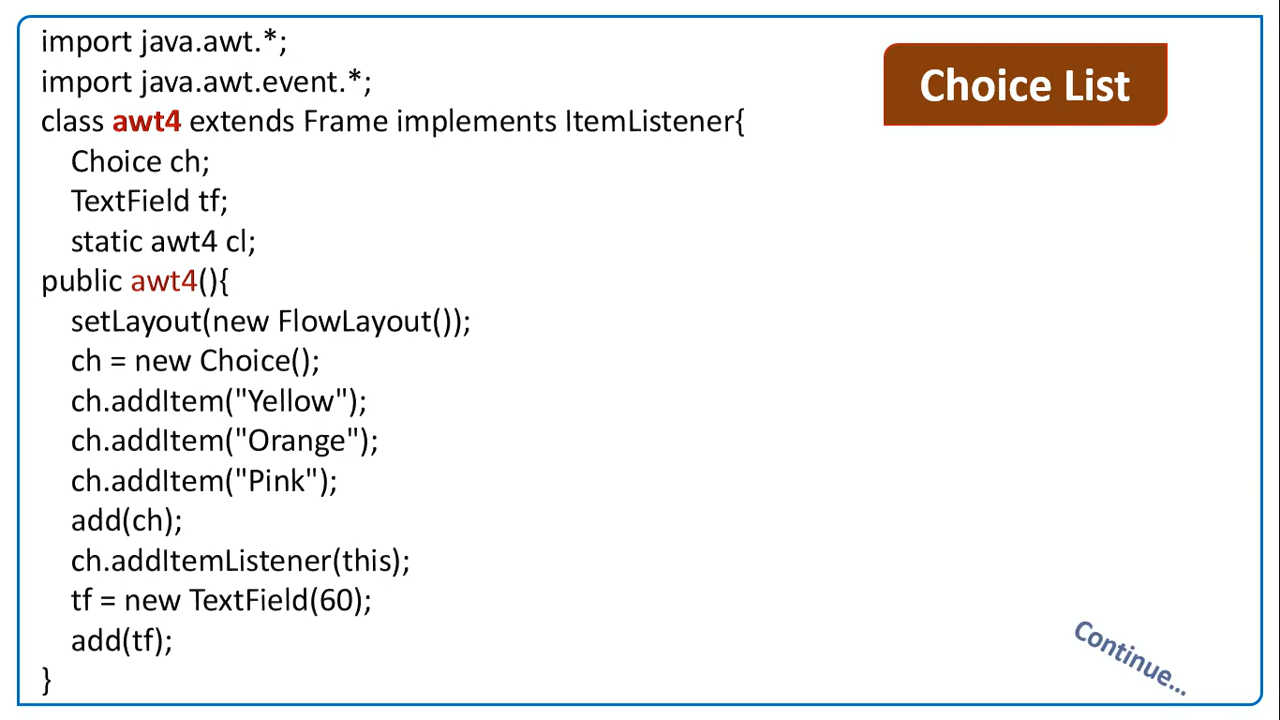 import java.awt.*;
import java.awt.event.*;
class awt4 extends Frame implements ItemListener{
Choice ch;
TextField tf;
static awt4 cl;
public awt4(){
setLayout(new FlowLayout());
ch = new Choice();
ch.addItem("Yellow");
ch.addItem("Orange");
ch.addItem("Pink");
add(ch);
ch.addItemListener(this);
tf = new TextField(60);
add(tf);
}
Choice List
Continue...